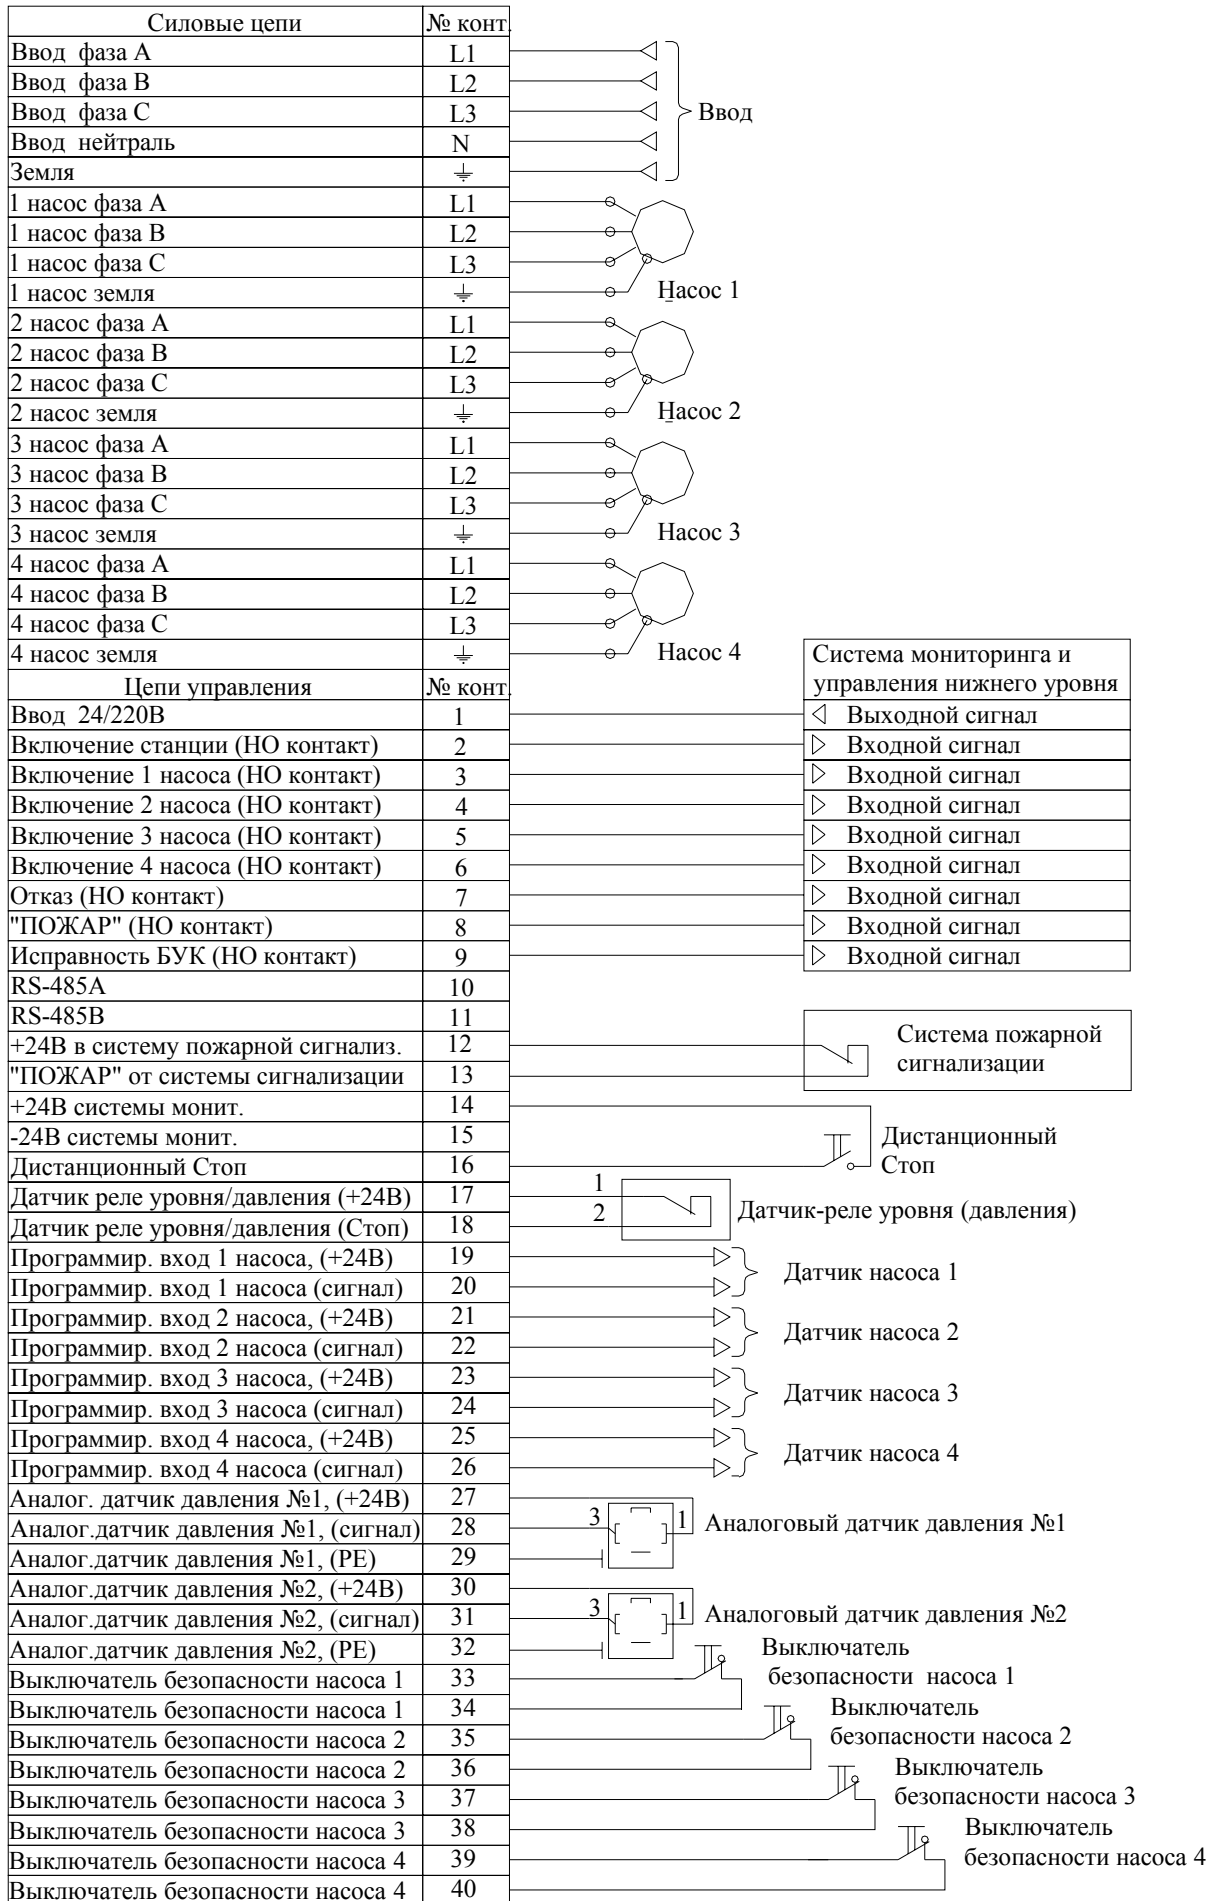 Силовые цепи № конт.
Ввод фаза А L1
Ввод фаза В L2
Ввод фаза С L3 Ввод
Ввод нейтраль N
Земля
1 насос фаза А L1
1 насос фаза В L2
1 насос фаза С L3
1 насос земля Насос 1
2 насос фаза А L1
2 насос фаза В L2
2 насос фаза С L3
2 насос земля Насос 2
3 насос фаза А L1
3 насос фаза В L2
3 насос фаза С L3
3 насос земля Насос 3
4 насос фаза А L1
4 насос фаза В L2
4 насос фаза С L3
4 насос земля Насос 4 Система мониторинга и
Цепи управления № конт. управления нижнего уровня
Ввод 24/220В 1 Выходной сигнал
Включение станции (НО контакт) 2 Входной сигнал
Включение 1 насоса (НО контакт) 3 Входной сигнал
Включение 2 насоса (НО контакт) 4 Входной сигнал
Включение 3 насоса (НО контакт) 5 Входной сигнал
Включение 4 насоса (НО контакт) 6 Входной сигнал
Отказ (НО контакт) 7 Входной сигнал
"ПОЖАР" (НО контакт) 8 Входной сигнал
Исправность БУК (НО контакт) 9 Входной сигнал
RS-485A 10
RS-485B 11
+24В в систему пожарной сигнализ. 12 Система пожарной
"ПОЖАР" от системы сигнализации 13 сигнализации
+24В системы монит. 14
-24В системы монит. 15 Дистанционный
Дистанционный Стоп 16 Стоп
Датчик реле уровня/давления (+24В) 17 1
Датчик реле уровня/давления (Стоп) 18 2 Датчик-реле уровня (давления)
Программир. вход 1 насоса, (+24В) 19
Программир. вход 1 насоса (сигнал) 20 Датчик насоса 1
Программир. вход 2 насоса, (+24В) 21
Программир. вход 2 насоса (сигнал) 22 Датчик насоса 2
Программир. вход 3 насоса, (+24В) 23
Программир. вход 3 насоса (сигнал) 24 Датчик насоса 3
Программир. вход 4 насоса, (+24В) 25
Программир. вход 4 насоса (сигнал) 26 Датчик насоса 4
Аналог. датчик давления №1, (+24В) 27
Аналог.датчик давления №1, (сигнал) 28 3 1 Аналоговый датчик давления №1
Аналог.датчик давления №1, (РЕ) 29
Аналог.датчик давления №2, (+24В) 30
Аналог.датчик давления №2, (сигнал) 31 3 1 Аналоговый датчик давления №2
Аналог.датчик давления №2, (РЕ) 32 Выключатель
Выключатель безопасности насоса 1 33 безопасности насоса 1
Выключатель безопасности насоса 1 34 Выключатель
Выключатель безопасности насоса 2 35 безопасности насоса 2
Выключатель безопасности насоса 2 36 Выключатель
Выключатель безопасности насоса 3 37 безопасности насоса 3
Выключатель безопасности насоса 3 38 Выключатель
Выключатель безопасности насоса 4 39 безопасности насоса 4
Выключатель безопасности насоса 4 40